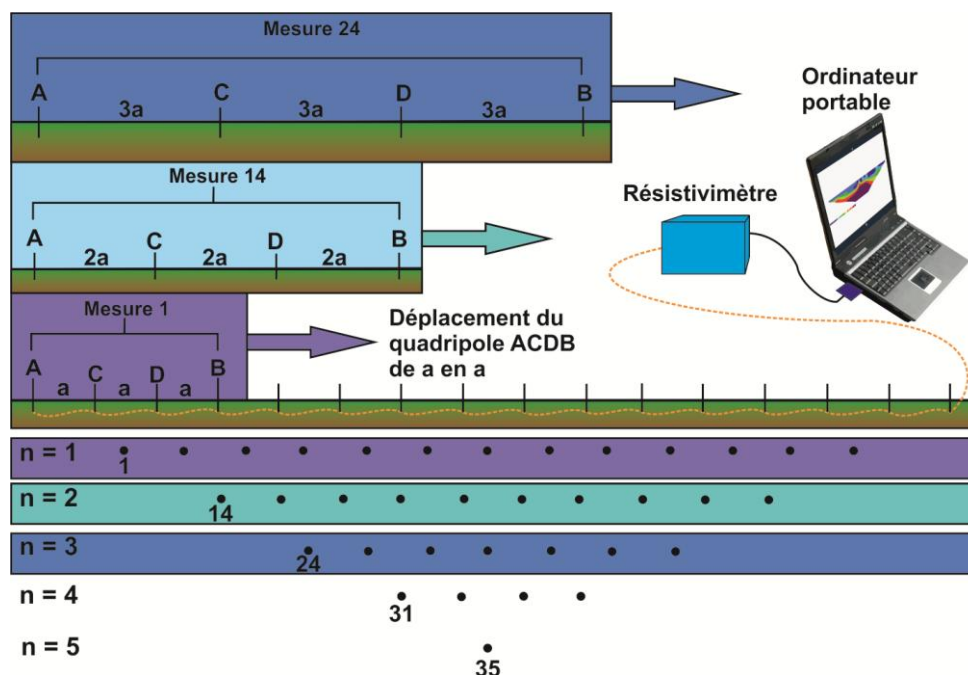 Mesure 24
A C D B
3a 3a 3a
Ordinateur
portable
Mesure 14
A C D B
2a 2a 2a
Résistivimètre
Mesure 1
A C D B
a a a
Déplacement du
quadripole ACDB
de a en a
n = 1
1
n = 2
14
n = 3
24
n = 4
31
n = 5
35